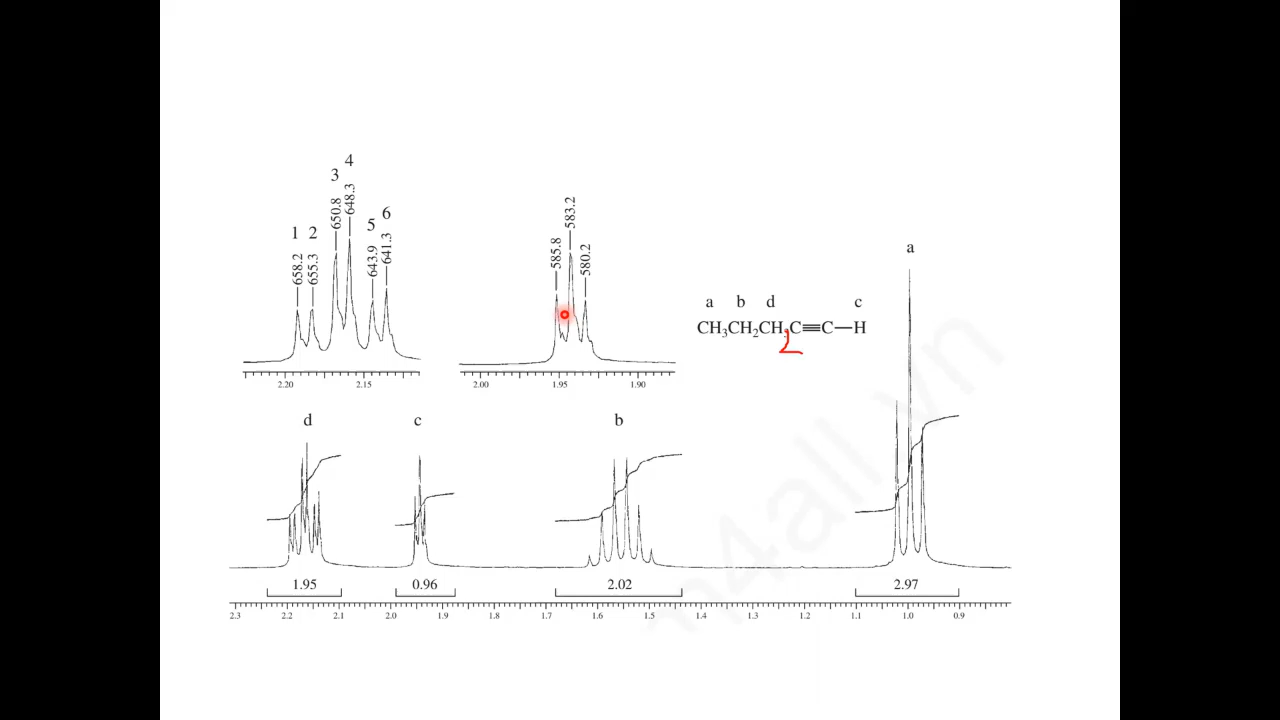 4
3
650.8
648.3
583.2
1 2
5
6
585.8
580.2
658.2
655.3
643.9
641.3
a
a b d c
CH₃CH₂CH₂C≡C—H
2
2.20 2.15
2.00 1.95 1.90
d c b
1.95 0.96 2.02 2.97
2.3 2.2 2.1 2.0 1.9 1.8 1.7 1.6 1.5 1.4 1.3 1.2 1.1 1.0 0.9